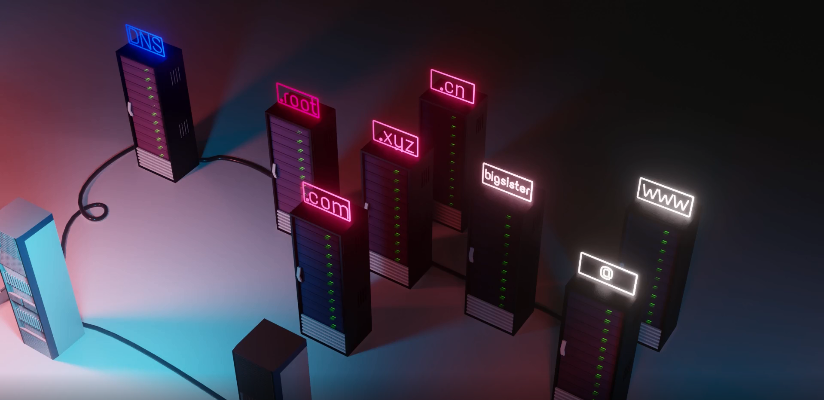 DNS
.root
.cn
.xyz
.com
bigsister
www
@